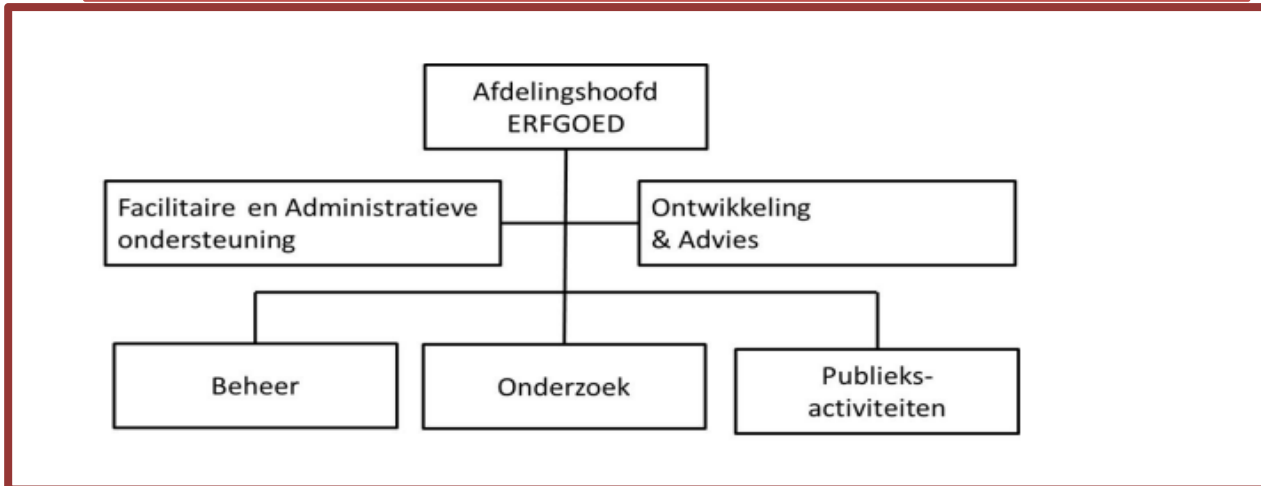 Afdelingshoofd
ERFGOED
Facilitaire en Administratieve
ondersteuning
Ontwikkeling
& Advies
Beheer
Onderzoek
Publieks-
activiteiten